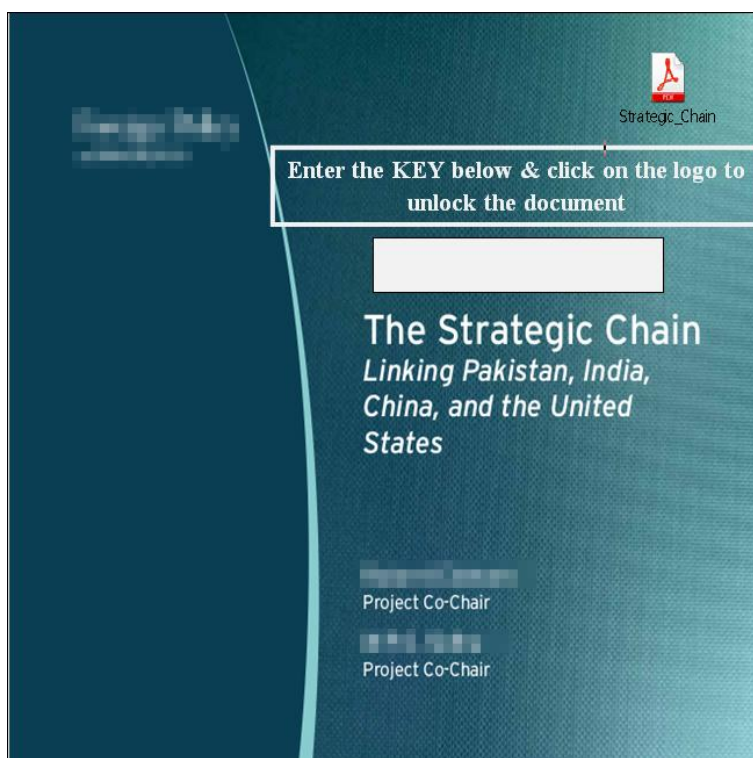 PDF
Strategic_Chain
Enter the KEY below & click on the logo to
unlock the document
The Strategic Chain
Linking Pakistan, India,
China, and the United
States
Project Co-Chair
Project Co-Chair